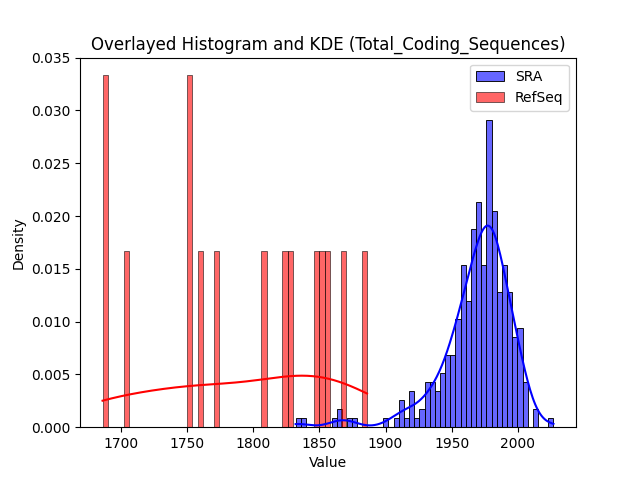 Overlayed Histogram and KDE (Total_Coding_Sequences)
SRA
RefSeq
0.035
0.030
0.025
0.020
0.015
0.010
0.005
0.000
Density
1700 1750 1800 1850 1900 1950 2000
Value